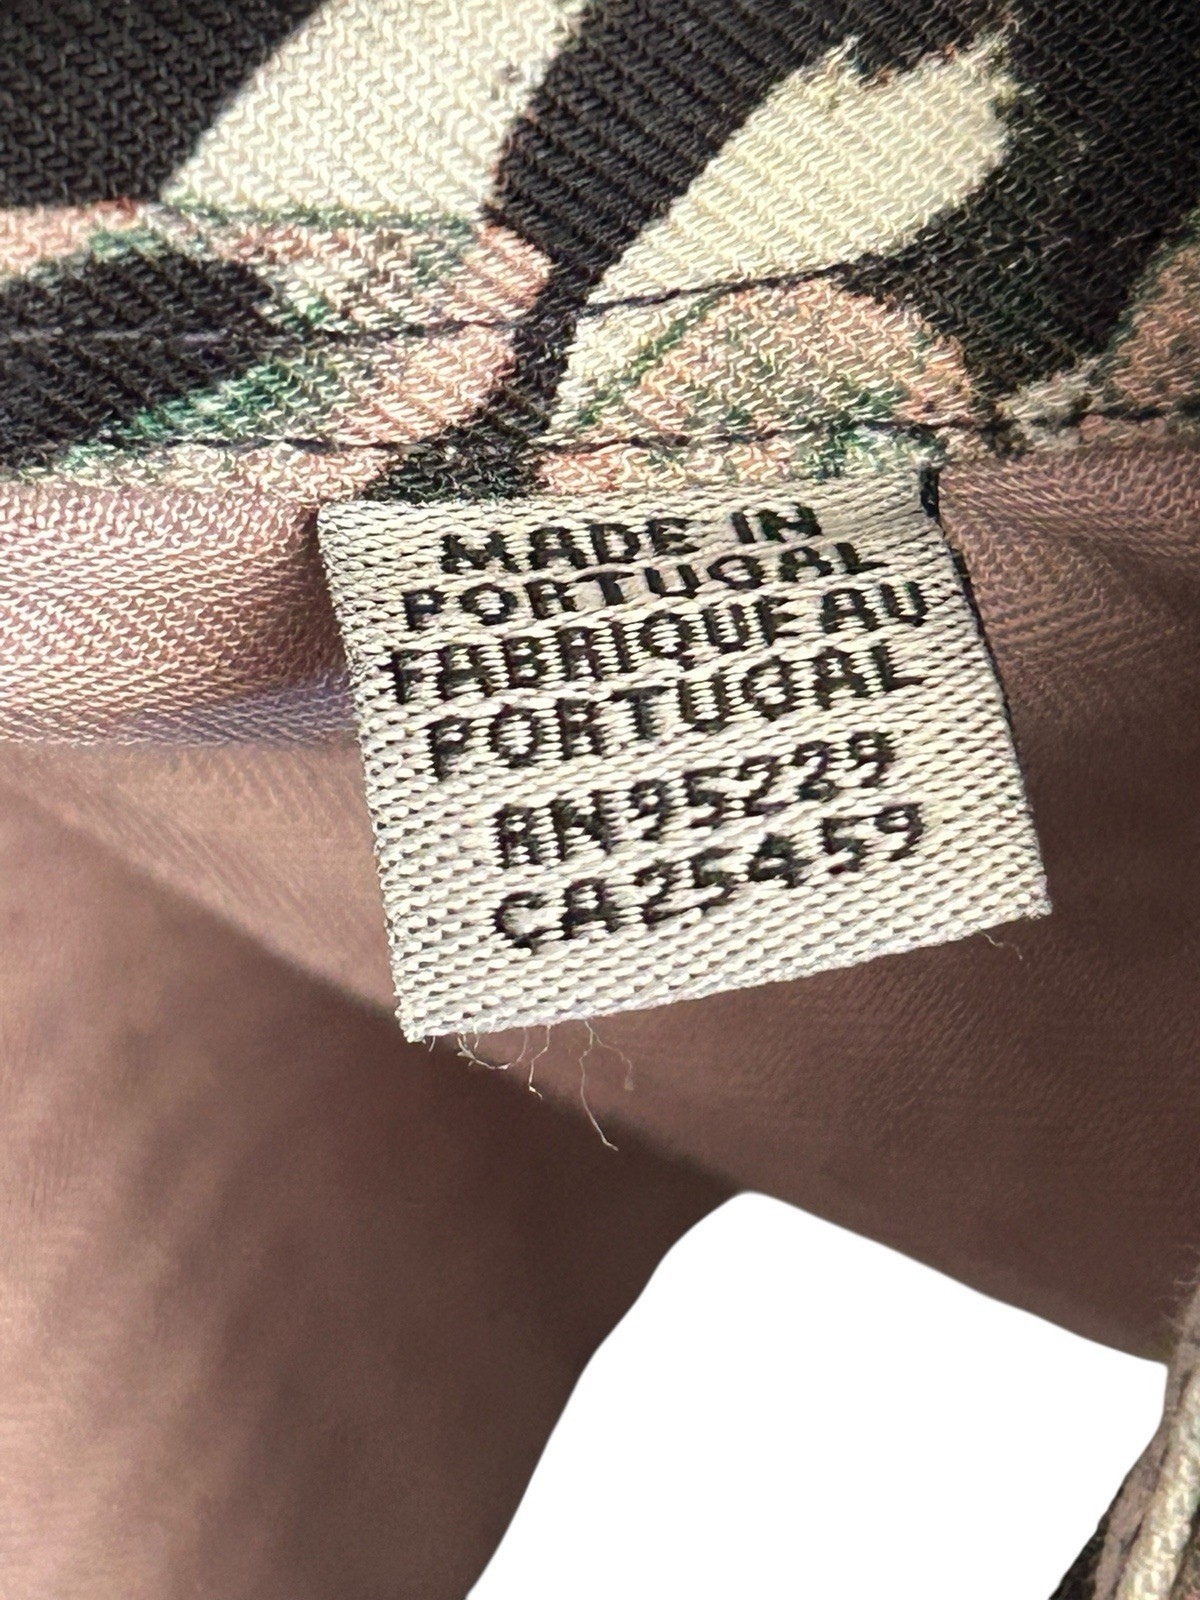 MADE IN
PORTUGAL
FABRIQUE AU
PORTUGAL
RN95229
CA25459